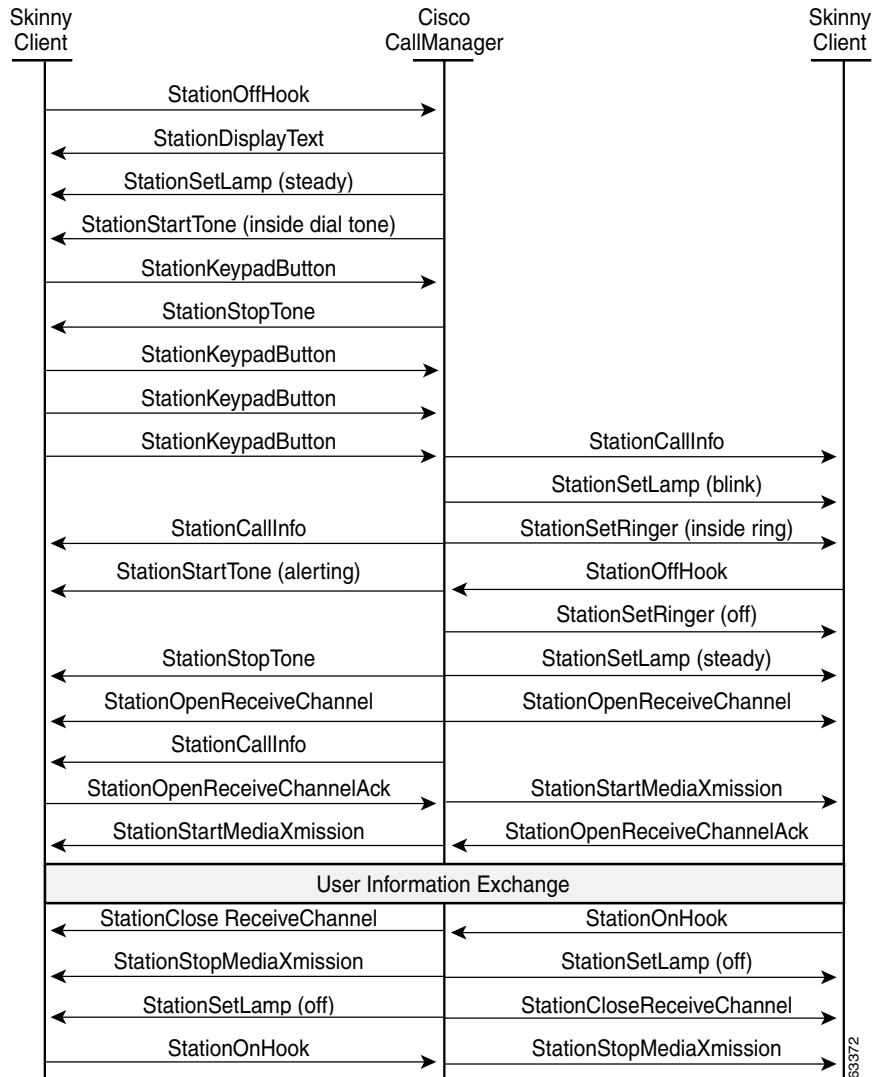 Skinny
Client
Cisco
CallManager
Skinny
Client
StationOffHook
StationDisplayText
StationSetLamp (steady)
StationStartTone (inside dial tone)
StationKeypadButton
StationStopTone
StationKeypadButton
StationKeypadButton
StationKeypadButton
StationCallInfo
StationSetLamp (blink)
StationCallInfo
StationSetRinger (inside ring)
StationStartTone (alerting)
StationOffHook
StationSetRinger (off)
StationStopTone
StationSetLamp (steady)
StationOpenReceiveChannel
StationOpenReceiveChannel
StationCallInfo
StationOpenReceiveChannelAck
StationStartMediaXmission
StationStartMediaXmission
StationOpenReceiveChannelAck
User Information Exchange
StationClose ReceiveChannel
StationOnHook
StationStopMediaXmission
StationSetLamp (off)
StationSetLamp (off)
StationCloseReceiveChannel
StationOnHook
StationStopMediaXmission
63372